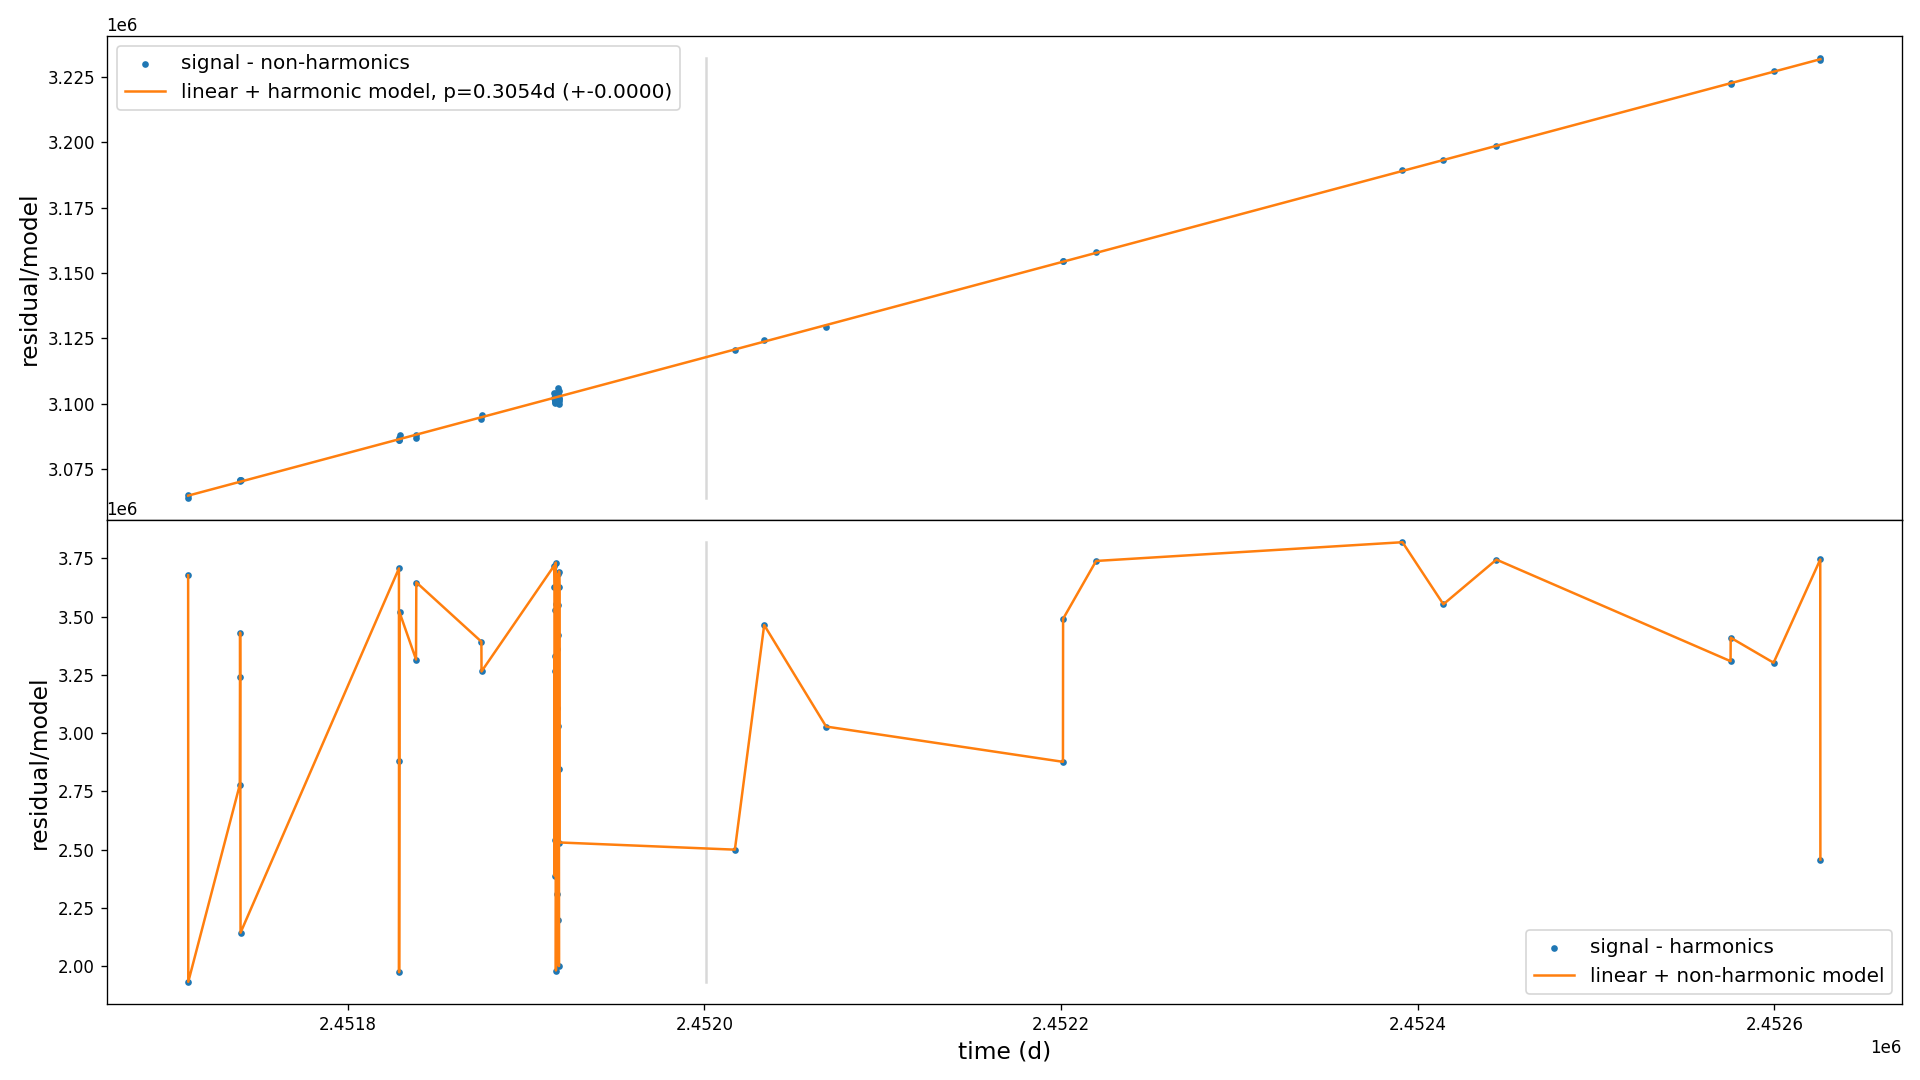 1e6
signal - non-harmonics
linear + harmonic model, p=0.3054d (+-0.0000)
3.225
3.200
3.175
3.150
3.125
3.100
3.075
residual/model
1e6
3.75
3.50
3.25
3.00
2.75
2.50
2.25
2.00
residual/model
signal - harmonics
linear + non-harmonic model
2.4518
2.4520
2.4522
2.4524
2.4526
1e6
time (d)